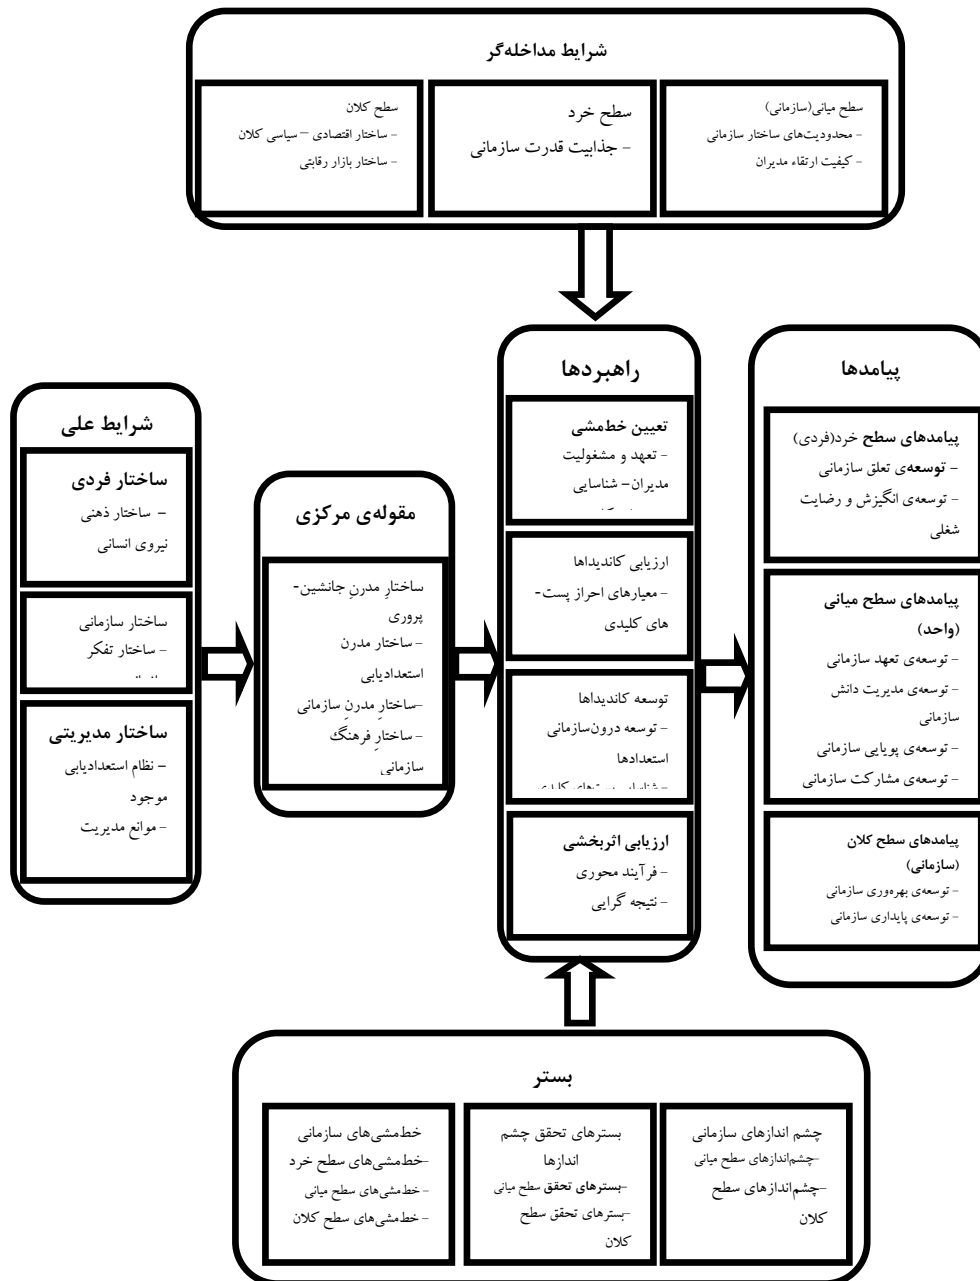 شرایط مداخله‌گر
سطح میانی(سازمانی)
- محدودیت‌های ساختار سازمانی
- کیفیت ارتقاء مدیران
سطح خرد
- جذابیت قدرت سازمانی
سطح کلان
- ساختار اقتصادی – سیاسی کلان
- ساختار بازار رقابتی
شرایط علی
ساختار فردی
- ساختار ذهنی
نیروی انسانی
ساختار سازمانی
- ساختار تفکر
ساختار مدیریتی
- نظام استعدادیابی
موجود
- موانع مدیریت
مقوله‌ی مرکزی
ساختارِ مدرنِ جانشین-
پروری
- ساختار مدرن
استعدادیابی
-ساختارِ مدرنِ سازمانی
- ساختارِ فرهنگ
سازمانی
راهبردها
تعیین خط‌مشی
- تعهد و مشغولیت
مدیران- شناسایی
ارزیابی کاندیداها
- معیارهای احراز پست-
های کلیدی
توسعه کاندیداها
- توسعه درون‌سازمانی
استعدادها
- شناسایی پست‌های کلیدی
ارزیابی اثربخشی
- فرآیند محوری
- نتیجه گرایی
پیامدها
پیامدهای سطح خرد(فردی)
- توسعه‌ی تعلق سازمانی
- توسعه‌ی انگیزش و رضایت
شغلی
پیامدهای سطح میانی
(واحد)
- توسعه‌ی تعهد سازمانی
- توسعه‌ی مدیریت دانش
سازمانی
- توسعه‌ی پویایی سازمانی
- توسعه‌ی مشارکت سازمانی
پیامدهای سطح کلان
(سازمانی)
- توسعه‌ی بهره‌وری سازمانی
- توسعه‌ی پایداری سازمانی
بستر
چشم اندازهای سازمانی
-چشم‌اندازهای سطح میانی
-چشم‌اندازهای سطح
کلان
بسترهای تحقق چشم
اندازها
-بسترهای تحقق سطح میانی
-بسترهای تحقق سطح
کلان
خط‌مشی‌های سازمانی
-خط‌مشی‌های سطح خرد
- خط‌مشی‌های سطح میانی
- خط‌مشی‌های سطح کلان